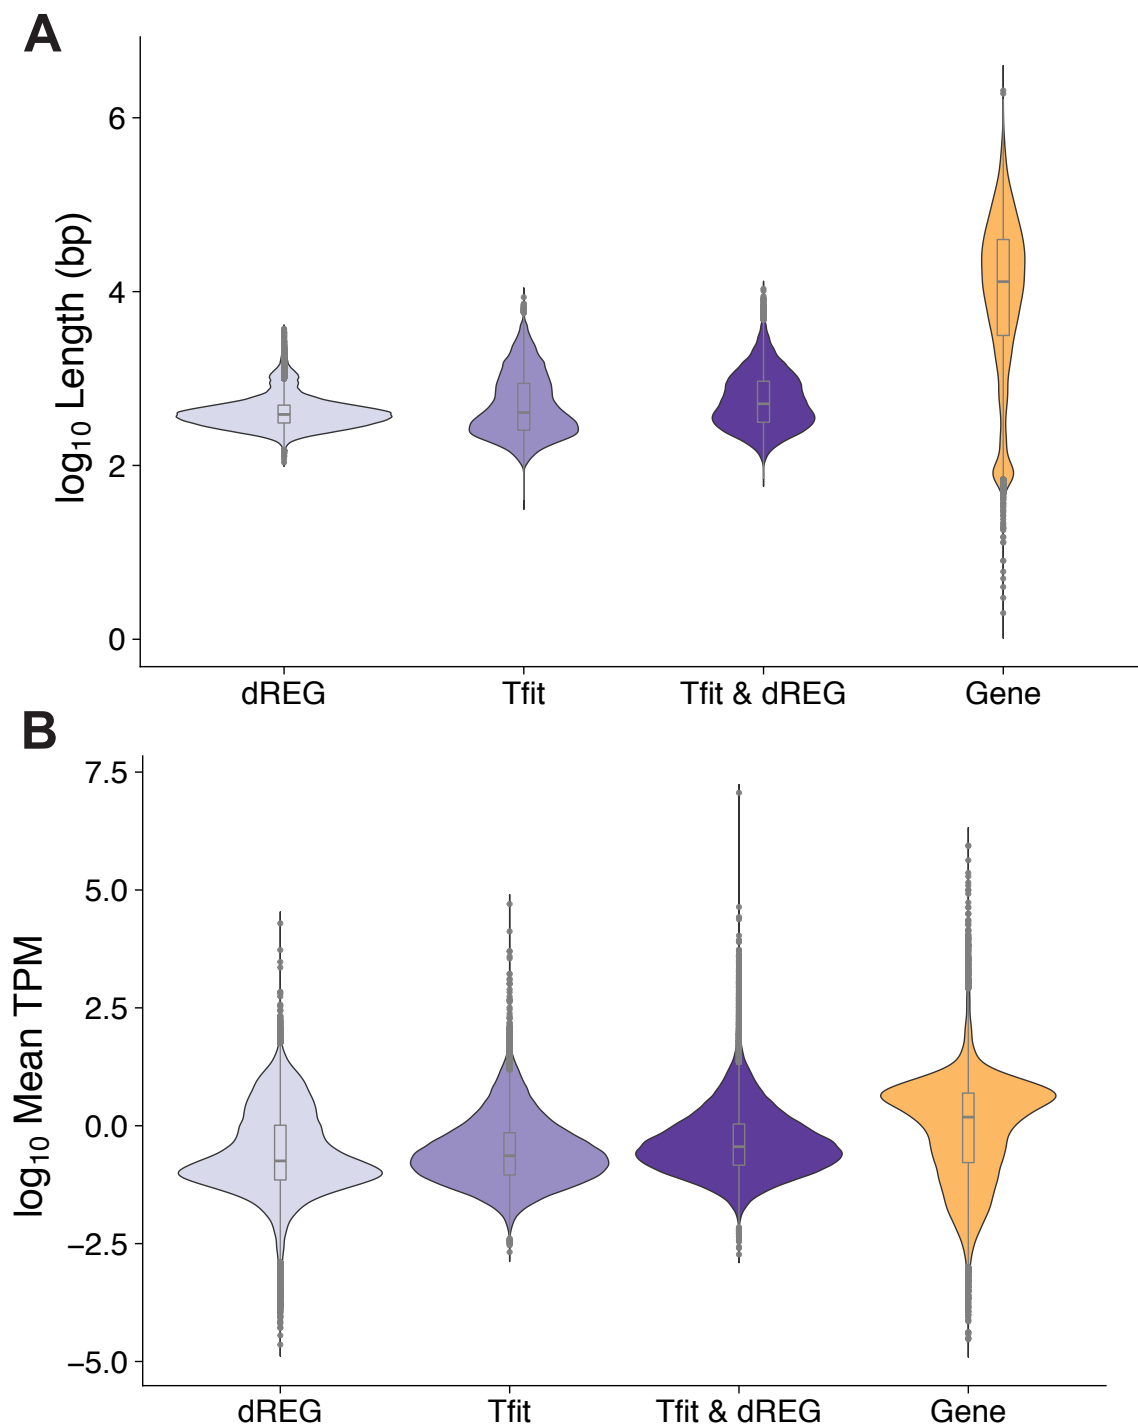 A
log10 Length (bp)
6
4
2
0
dREG Tfit Tfit & dREG Gene
B
log10 Mean TPM
7.5
5.0
2.5
0.0
−2.5
−5.0
dREG Tfit Tfit & dREG Gene